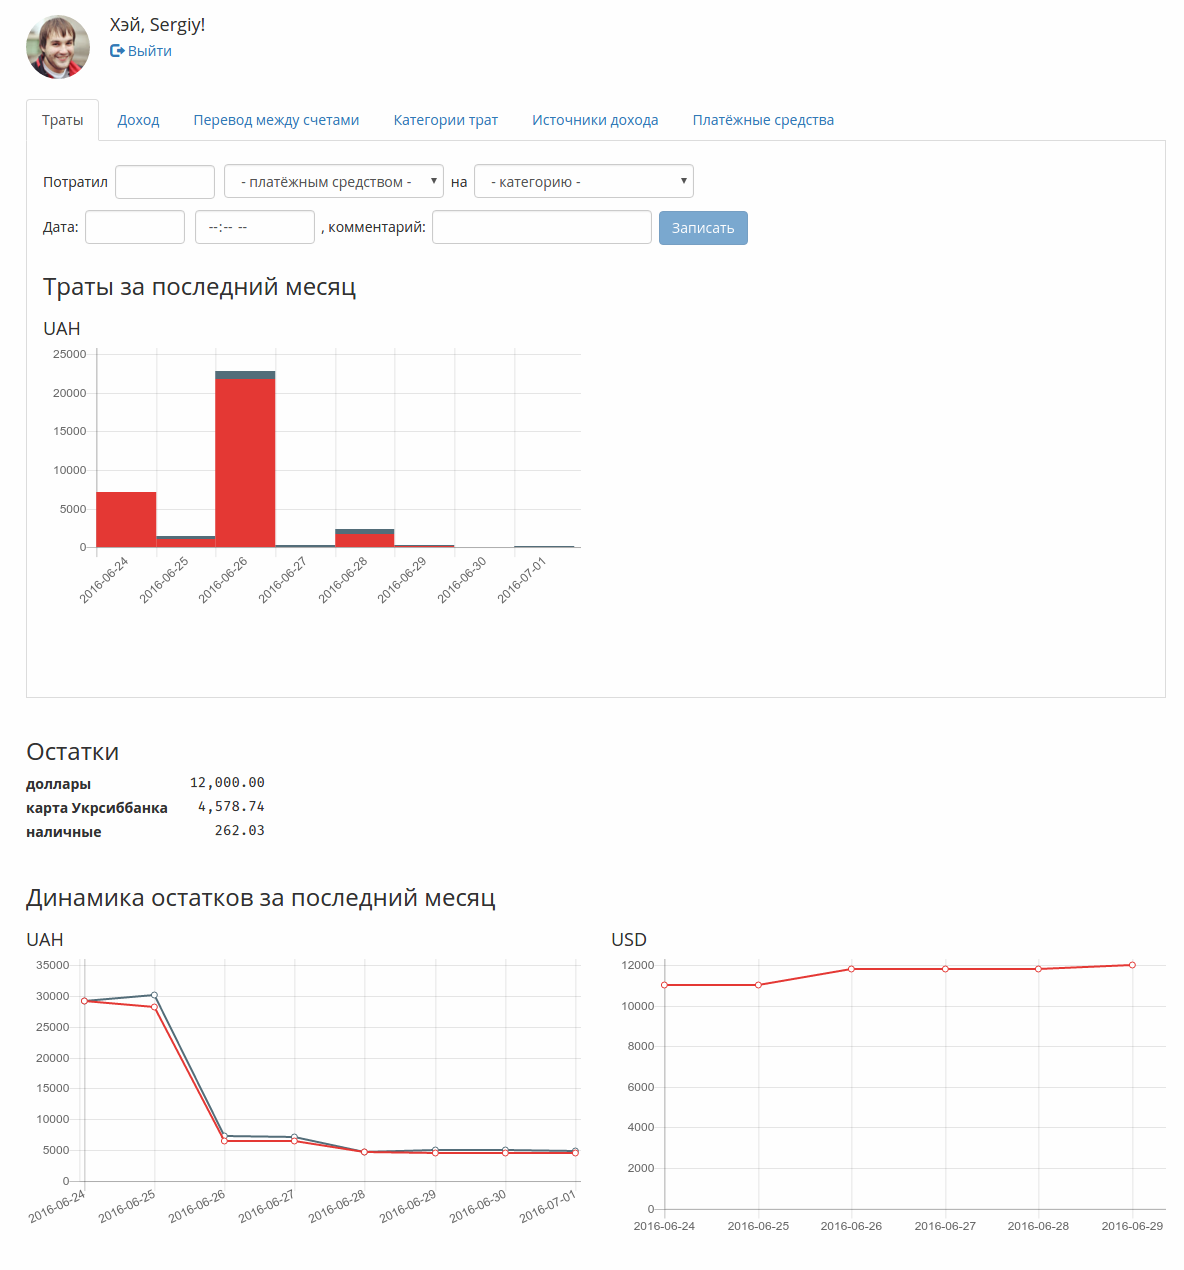 Хэй, Sergiy!
Выйти
Траты Доход Перевод между счетами Категории трат Источники дохода Платёжные средства
Потратил - платёжным средством - на - категорию -
Дата: --:-- -- , комментарий: Записать
Траты за последний месяц
UAH
25000
20000
15000
10000
5000
0
2016-06-24 2016-06-25 2016-06-26 2016-06-27 2016-06-28 2016-06-29 2016-06-30 2016-07-01
Остатки
доллары 12,000.00
карта Укрсиббанка 4,578.74
наличные 262.03
Динамика остатков за последний месяц
UAH
35000
30000
25000
20000
15000
10000
5000
0
2016-06-24 2016-06-25 2016-06-26 2016-06-27 2016-06-28 2016-06-29 2016-06-30 2016-07-01
USD
12000
10000
8000
6000
4000
2000
0
2016-06-24 2016-06-25 2016-06-26 2016-06-27 2016-06-28 2016-06-29